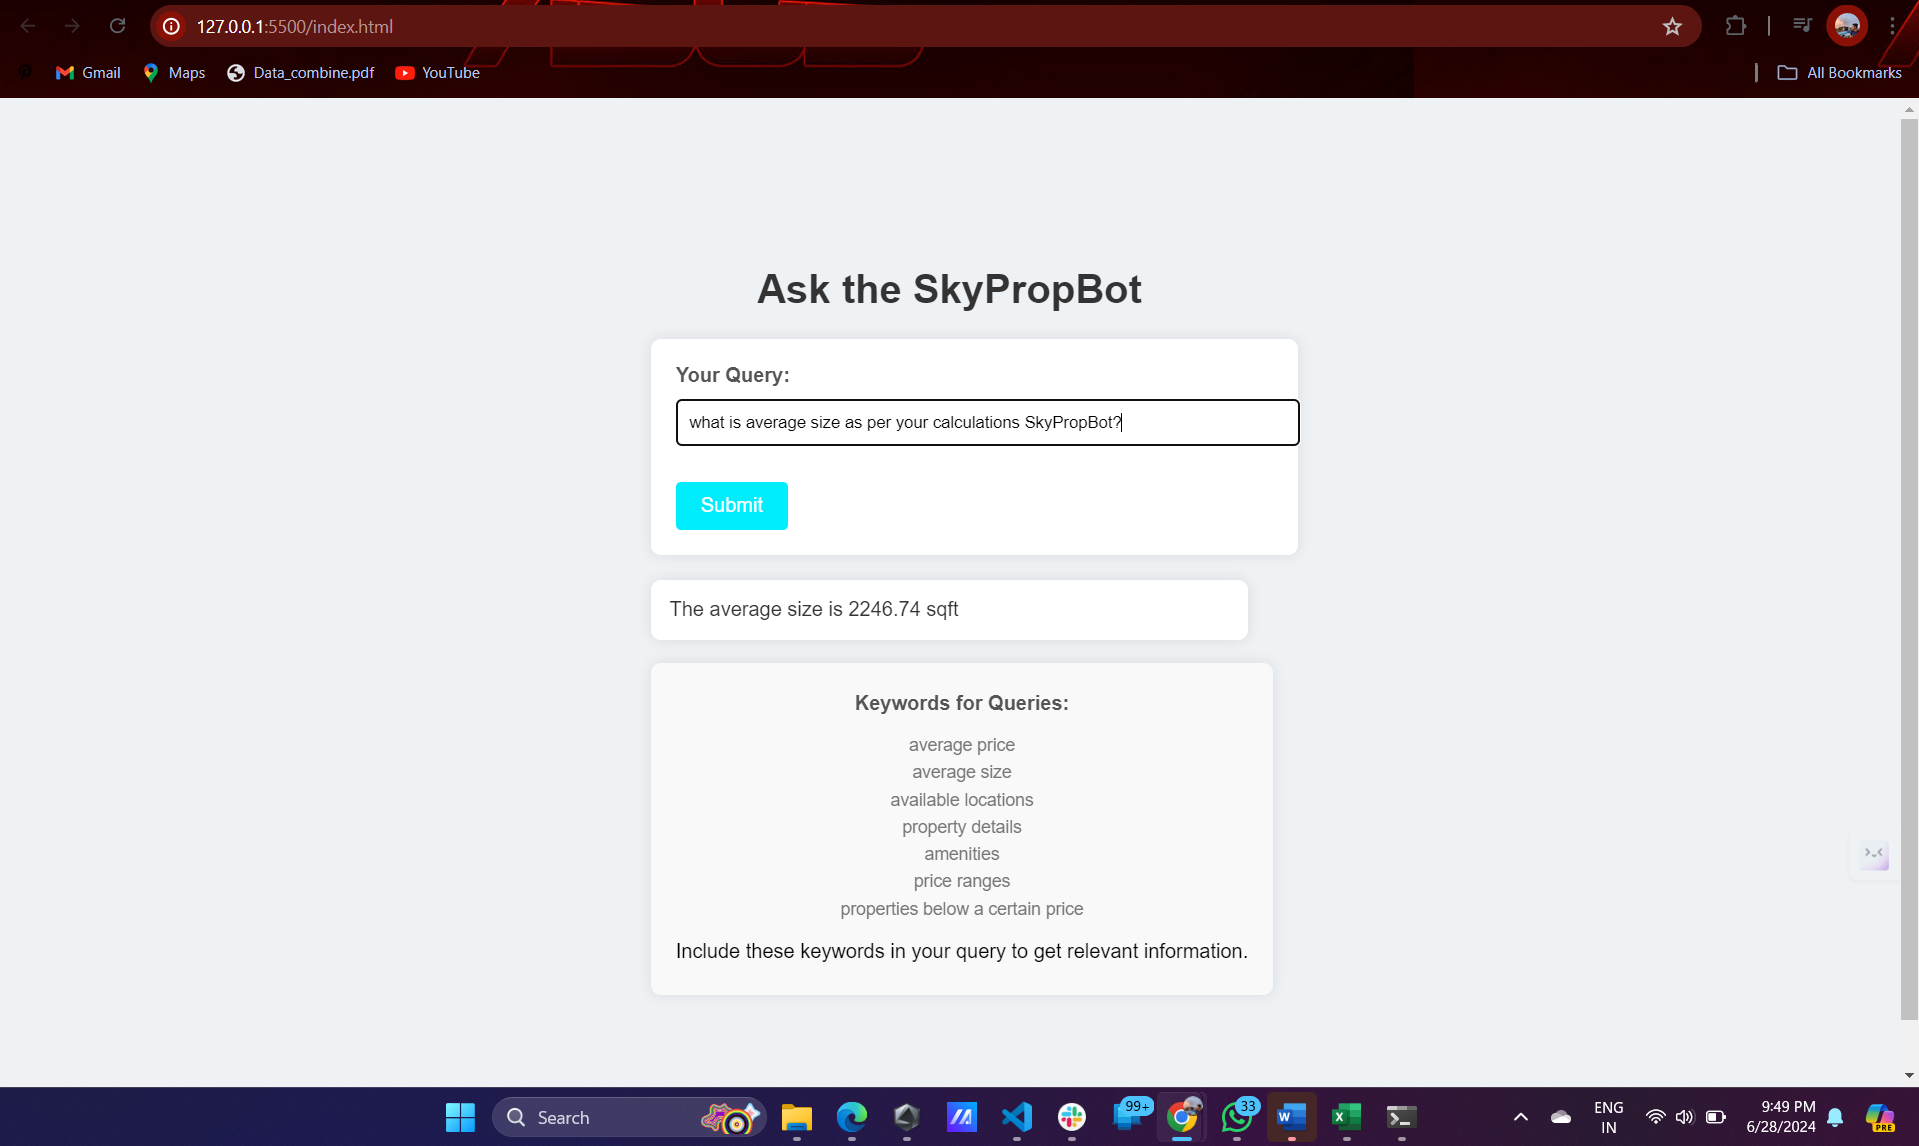 127.0.0.1:5500/index.html
Gmail
Maps
Data_combine.pdf
YouTube
All Bookmarks
Ask the SkyPropBot
Your Query:
what is average size as per your calculations SkyPropBot?
Submit
The average size is 2246.74 sqft
Keywords for Queries:
average price
average size
available locations
property details
amenities
price ranges
properties below a certain price
Include these keywords in your query to get relevant information.
Search
99+
33
W
X
ENG
IN
9:49 PM
6/28/2024
PRE